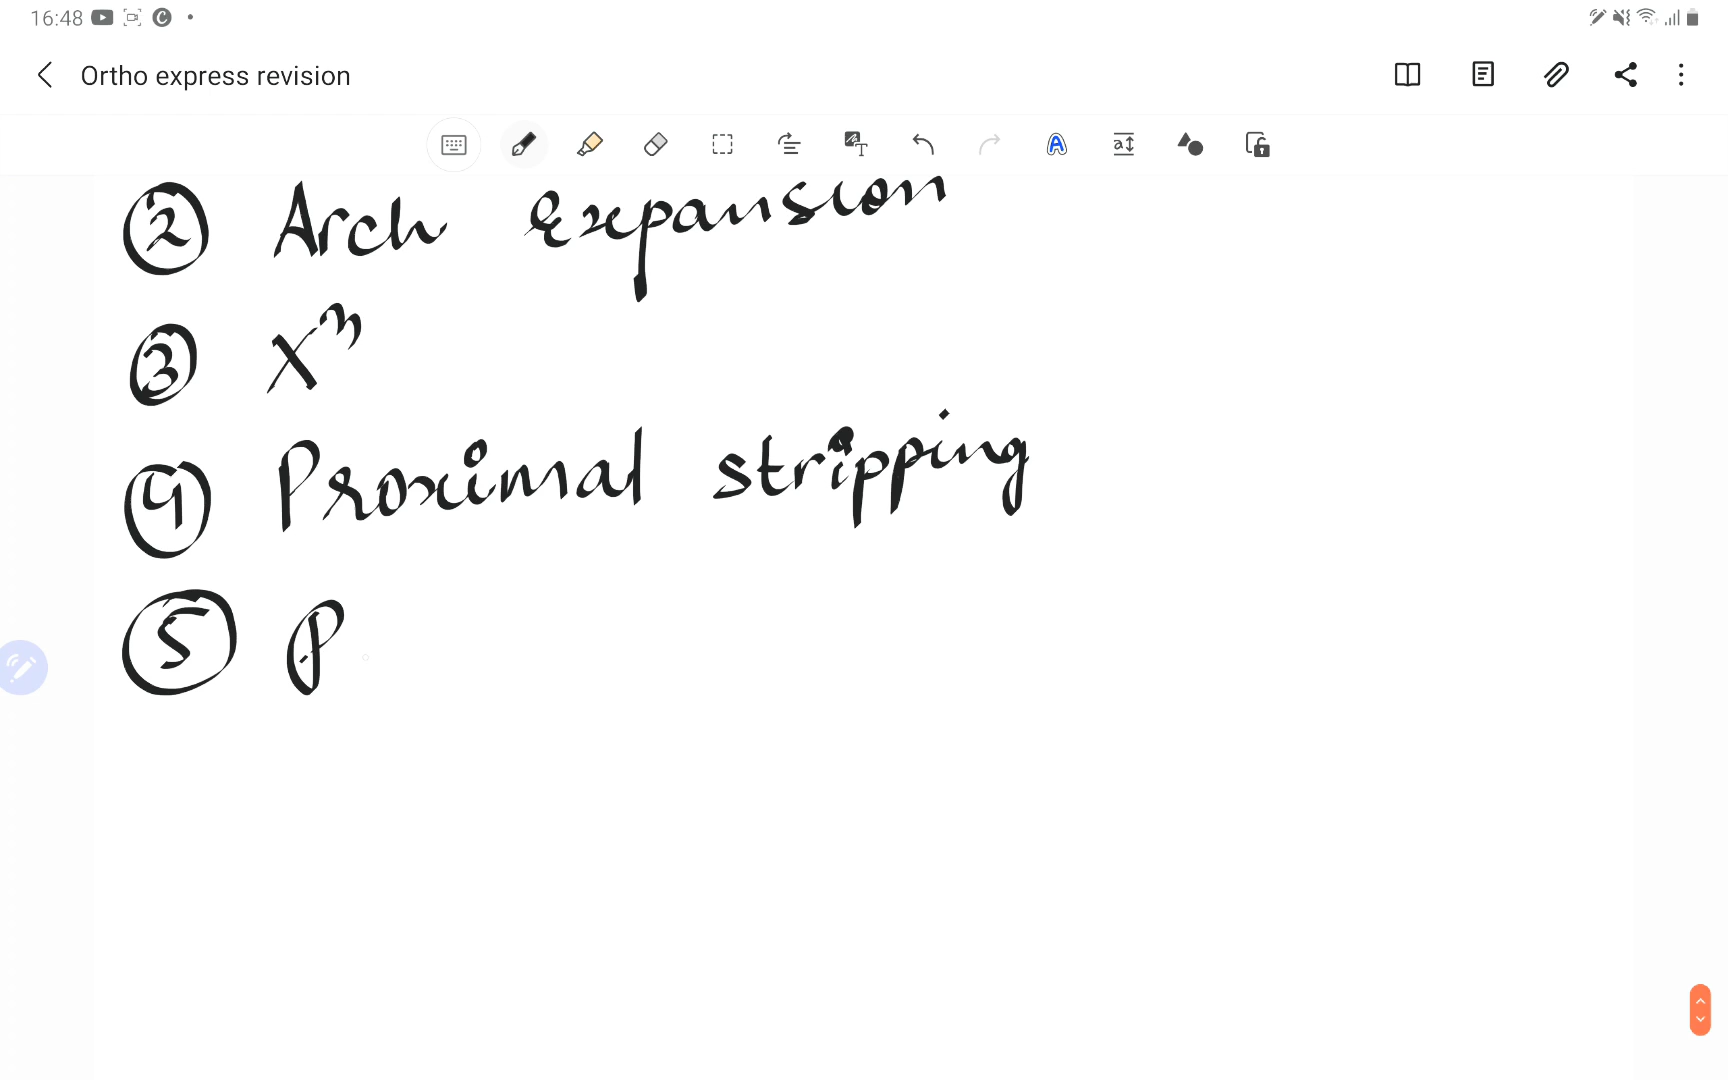 16:48
Ortho express revision
② Arch Expansion
③ Xⁿ
④ Proximal stripping
⑤ P